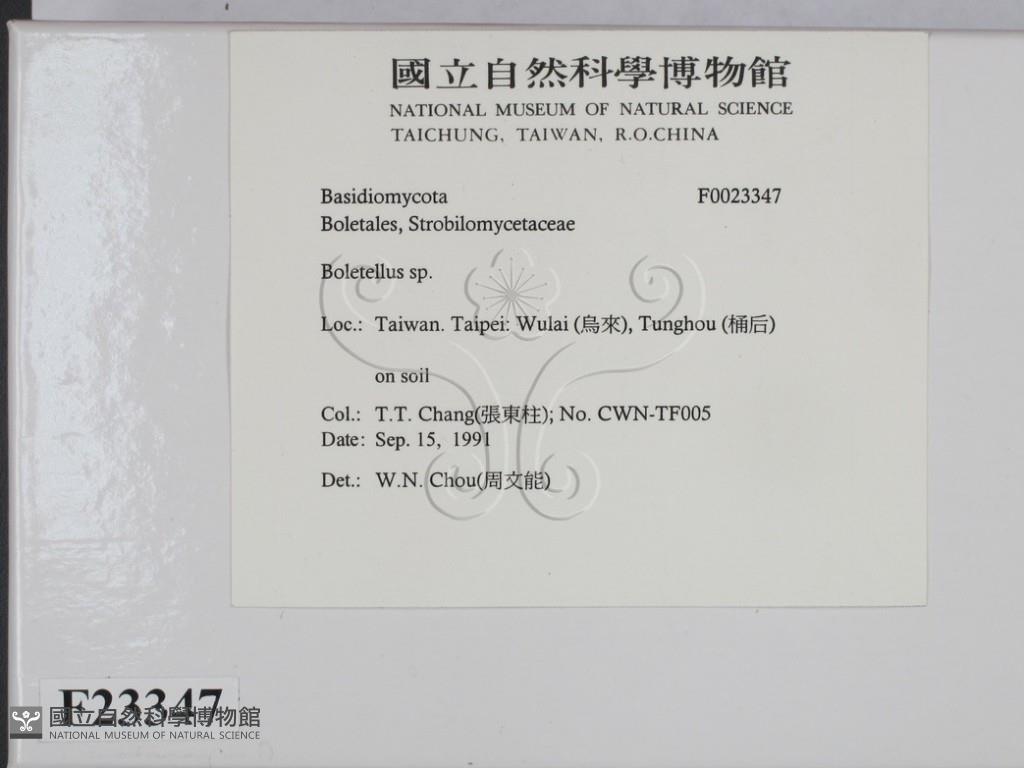 國立自然科學博物館
NATIONAL MUSEUM OF NATURAL SCIENCE
TAICHUNG, TAIWAN, R.O.CHINA
Basidiomycota F0023347
Boletales, Strobilomycetaceae
Boletellus sp.
Loc.: Taiwan. Taipei: Wulai (烏來), Tunghou (桶后)
on soil
Col.: T.T. Chang(張東柱); No. CWN-TF005
Date: Sep. 15, 1991
Det.: W.N. Chou(周文能)
F23347
國立自然科學博物館
NATIONAL MUSEUM OF NATURAL SCIENCE